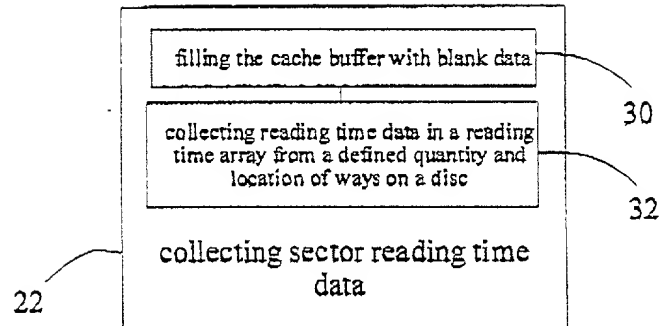 filling the cache buffer with blank data
30
collecting reading time data in a reading
time array from a defined quantity and
location of ways on a disc
32
collecting sector reading time
data
22